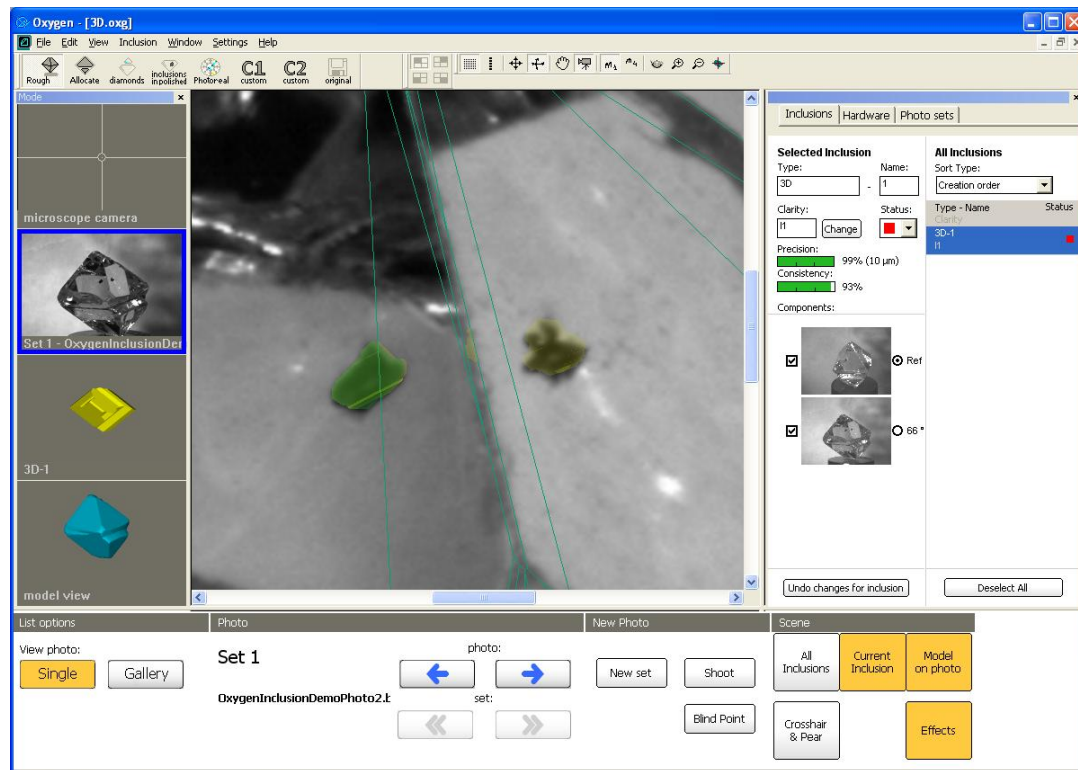 Oxygen - [3D.oxg]
File Edit View Inclusion Window Settings Help
Rough
Allocate
diamonds
inclusions
in polished
Photoreal
C1
custom
C2
custom
original
Mode
microscope camera
Set 1 - OxygenInclusionDer
3D-1
model view
Inclusions Hardware Photo sets
Selected Inclusion
Type: Name:
3D - 1
Clarity: Status:
I1 Change
Precision:
99% (10 µm)
Consistency:
93%
Components:
Ref
66 °
Undo changes for inclusion
All Inclusions
Sort Type:
Creation order
Type - Name Status
Clarity
3D-1
I1
Deselect All
List options
View photo:
Single Gallery
Photo
Set 1
OxygenInclusionDemoPhoto2.b
photo:
set:
New Photo
New set Shoot
Blind Point
Scene
All
Inclusions
Current
Inclusion
Model
on photo
Crosshair
& Pear
Effects